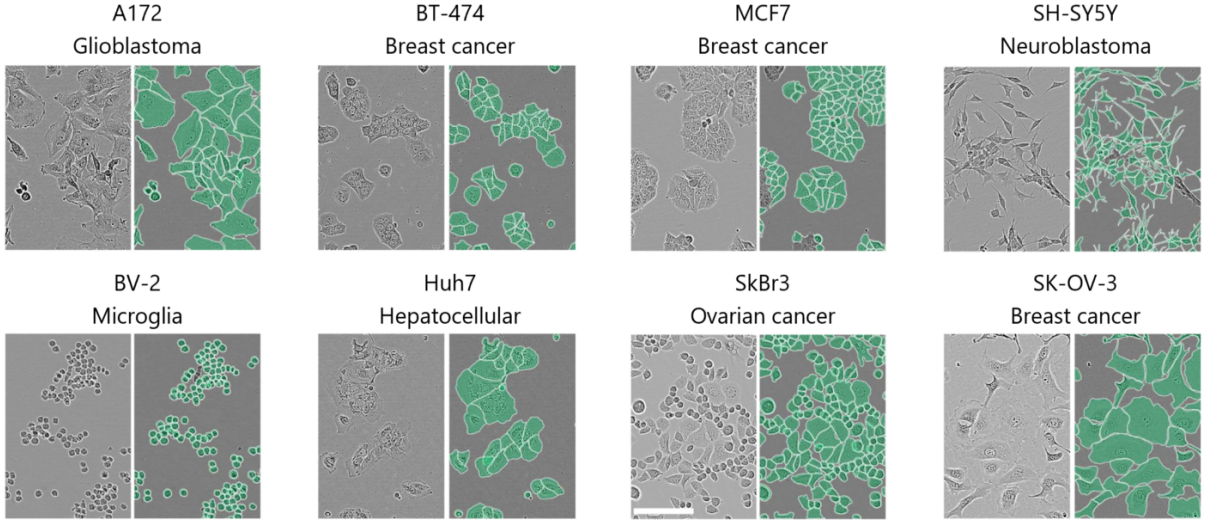 A172
Glioblastoma
BT-474
Breast cancer
MCF7
Breast cancer
SH-SY5Y
Neuroblastoma
BV-2
Microglia
Huh7
Hepatocellular
SkBr3
Ovarian cancer
SK-OV-3
Breast cancer